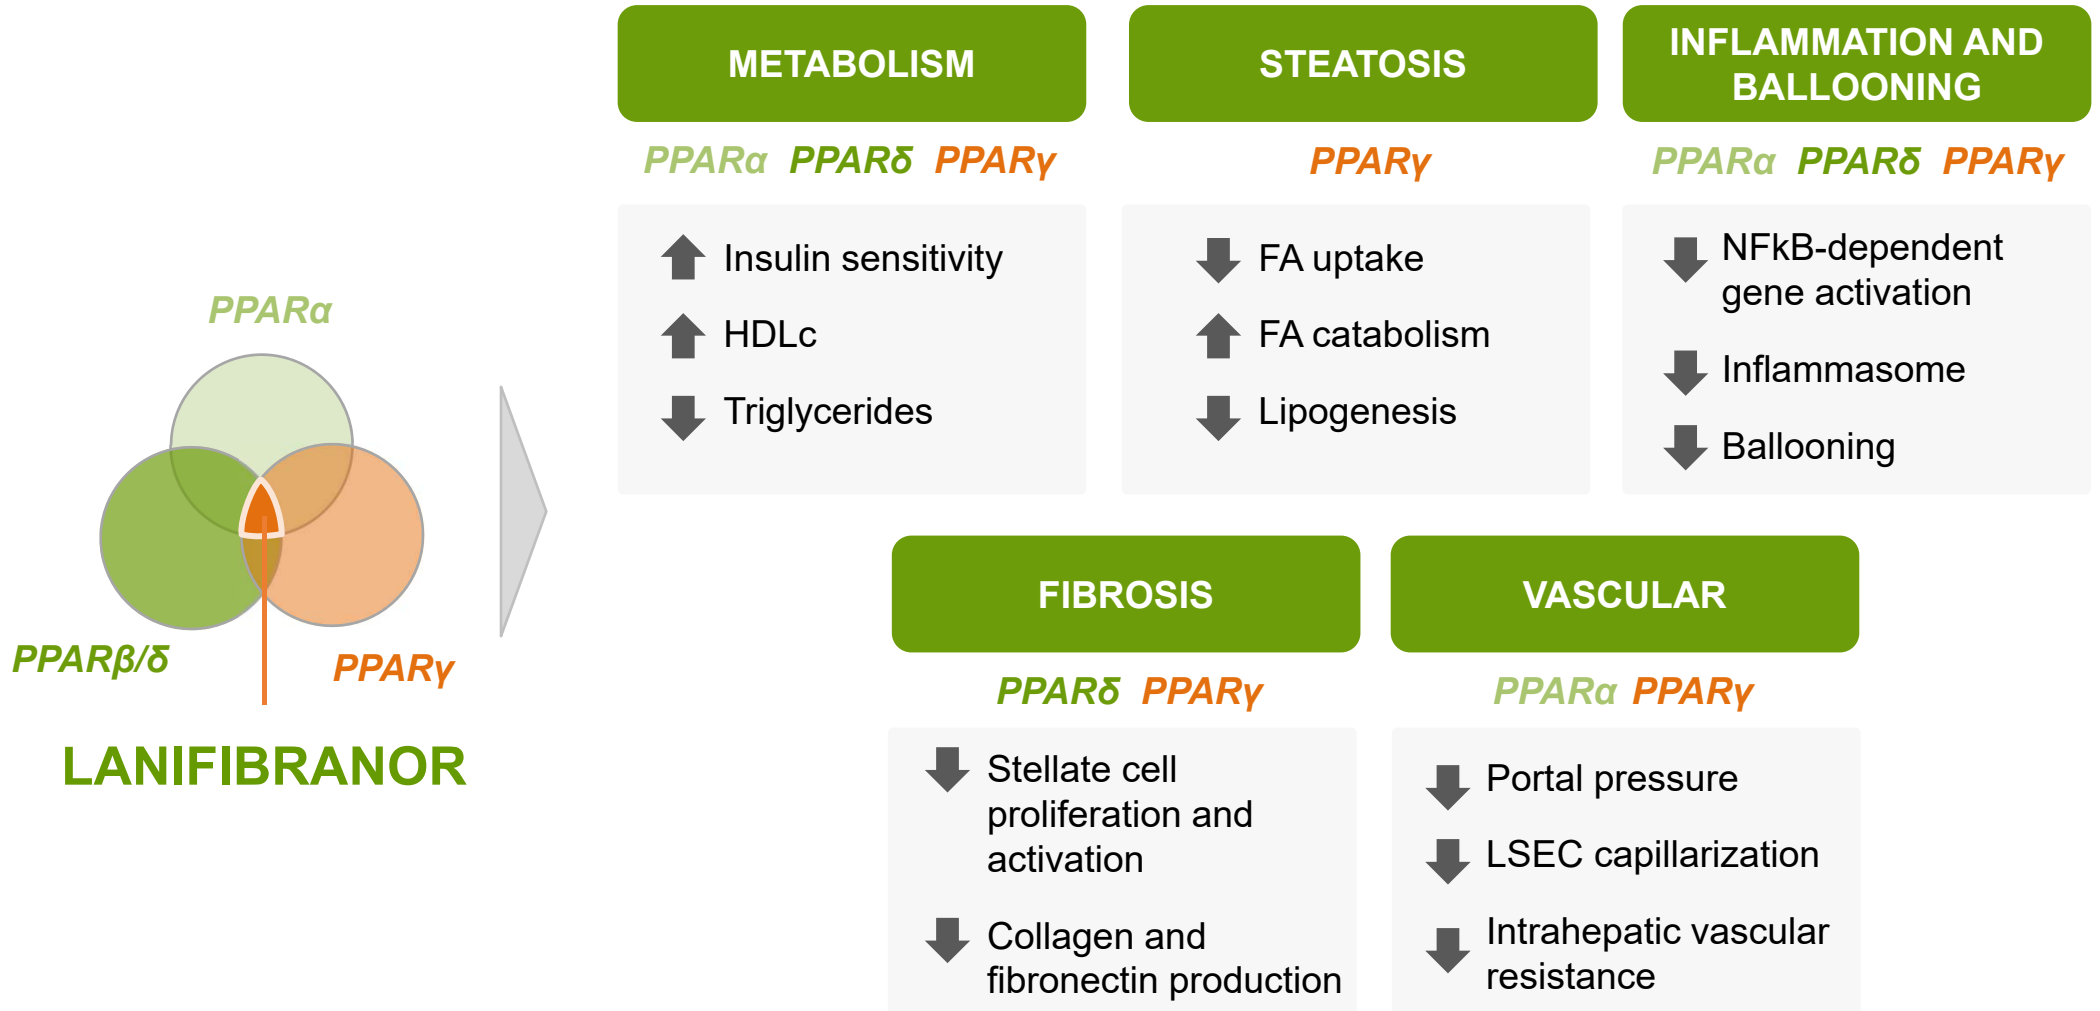 PPARα
PPARβ/δ
PPARγ
LANIFIBRANOR
METABOLISM
PPARα PPARδ PPARγ
Insulin sensitivity
HDLc
Triglycerides
STEATOSIS
PPARγ
FA uptake
FA catabolism
Lipogenesis
INFLAMMATION AND
BALLOONING
PPARα PPARδ PPARγ
NFkB-dependent
gene activation
Inflammasome
Ballooning
FIBROSIS
PPARδ PPARγ
Stellate cell
proliferation and
activation
Collagen and
fibronectin production
VASCULAR
PPARα PPARγ
Portal pressure
LSEC capillarization
Intrahepatic vascular
resistance